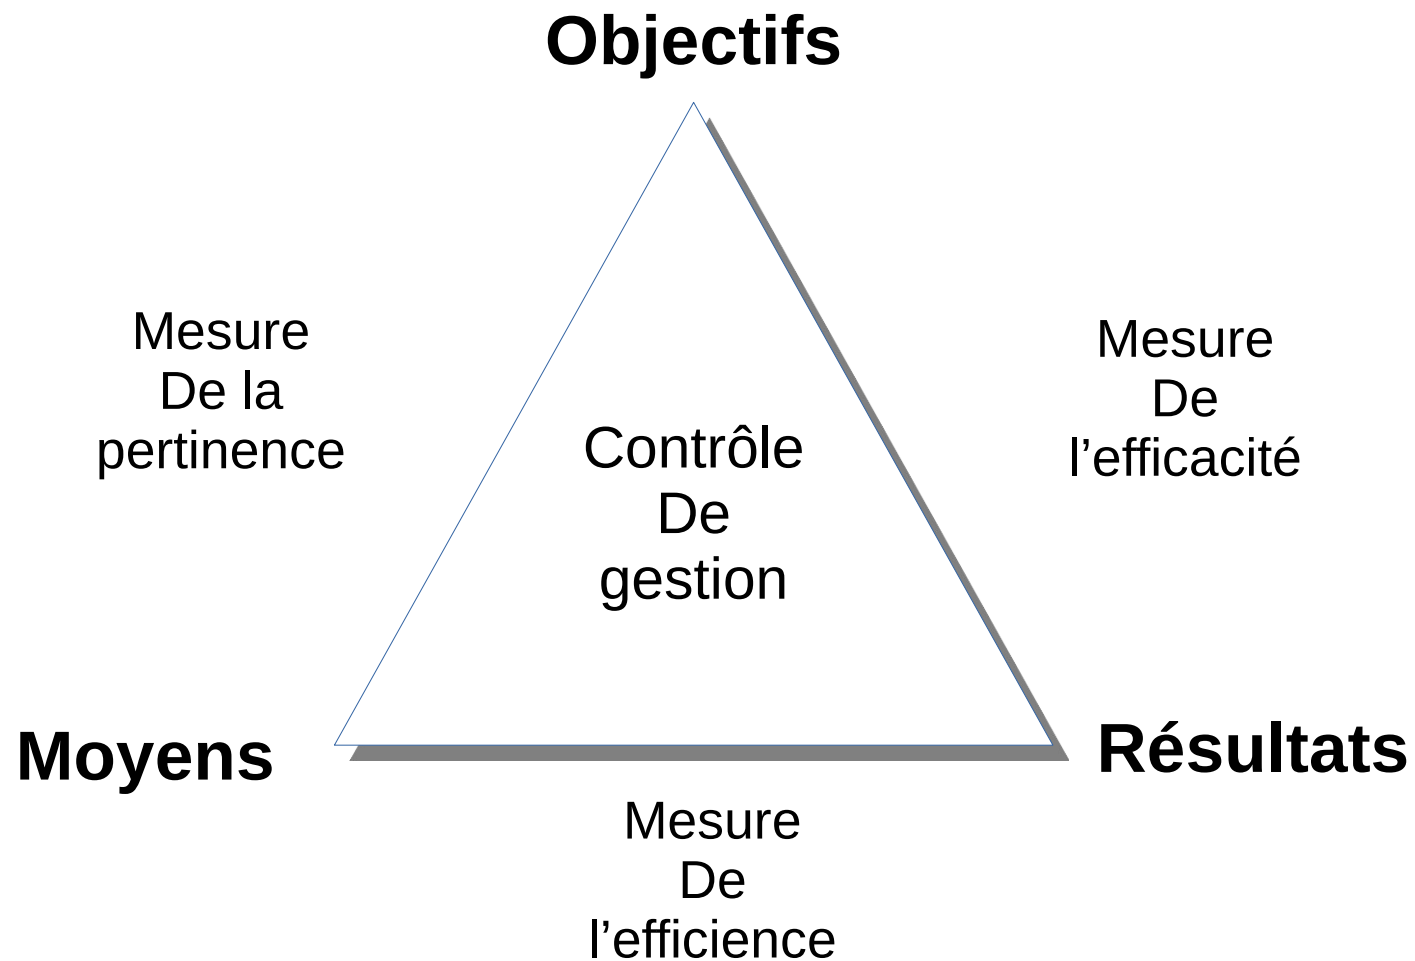 Objectifs
Mesure
De la
pertinence
Mesure
De
l’efficacité
Contrôle
De
gestion
Moyens
Résultats
Mesure
De
l’efficience